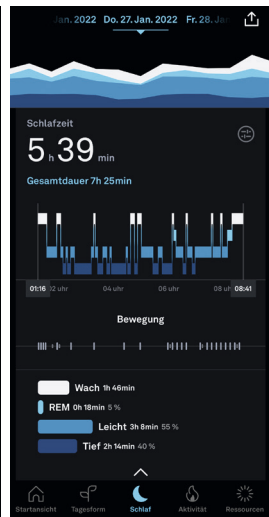 Jan. 2022 Do. 27. Jan. 2022 Fr. 28. Jan
Schlafzeit
5 h 39 min
Gesamtdauer 7h 25min
01:16 02 uhr 04 uhr 06 uhr 08 uh 08:41
Bewegung
Wach 1h 46min
REM 0h 18min 5 %
Leicht 3h 8min 55 %
Tief 2h 14min 40 %
Startansicht Tagesform Schlaf Aktivität Ressourcen